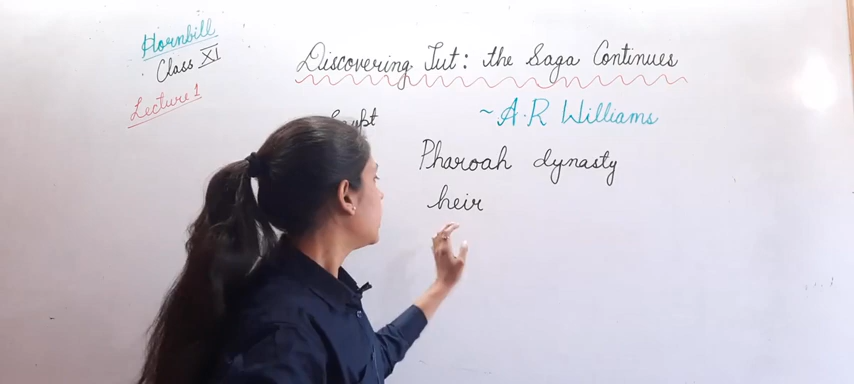 Hornbill
Class XI
Lecture 1
Discovering Tut: the Saga Continues
~A.R Williams
Pharoah dynasty
heir